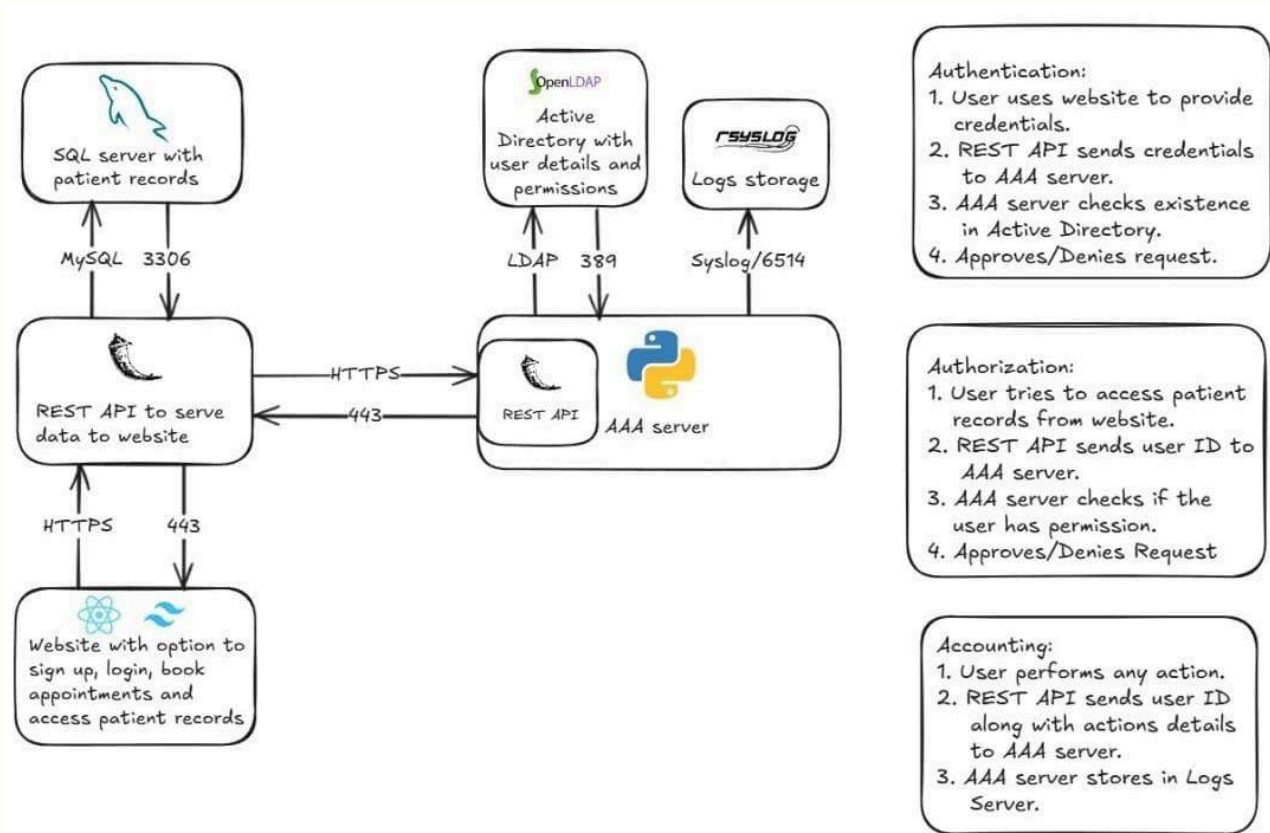 SQL server with
patient records
MySQL 3306
REST API to serve
data to website
HTTPS 443
Website with option to
sign up, login, book
appointments and
access patient records
HTTPS
443
OpenLDAP
Active
Directory with
user details and
permissions
LDAP 389
REST API
AAA server
RSYSLOG
Logs storage
Syslog/6514
Authentication:
1. User uses website to provide
credentials.
2. REST API sends credentials
to AAA server.
3. AAA server checks existence
in Active Directory.
4. Approves/Denies request.
Authorization:
1. User tries to access patient
records from website.
2. REST API sends user ID to
AAA server.
3. AAA server checks if the
user has permission.
4. Approves/Denies Request
Accounting:
1. User performs any action.
2. REST API sends user ID
along with actions details
to AAA server.
3. AAA server stores in Logs
Server.